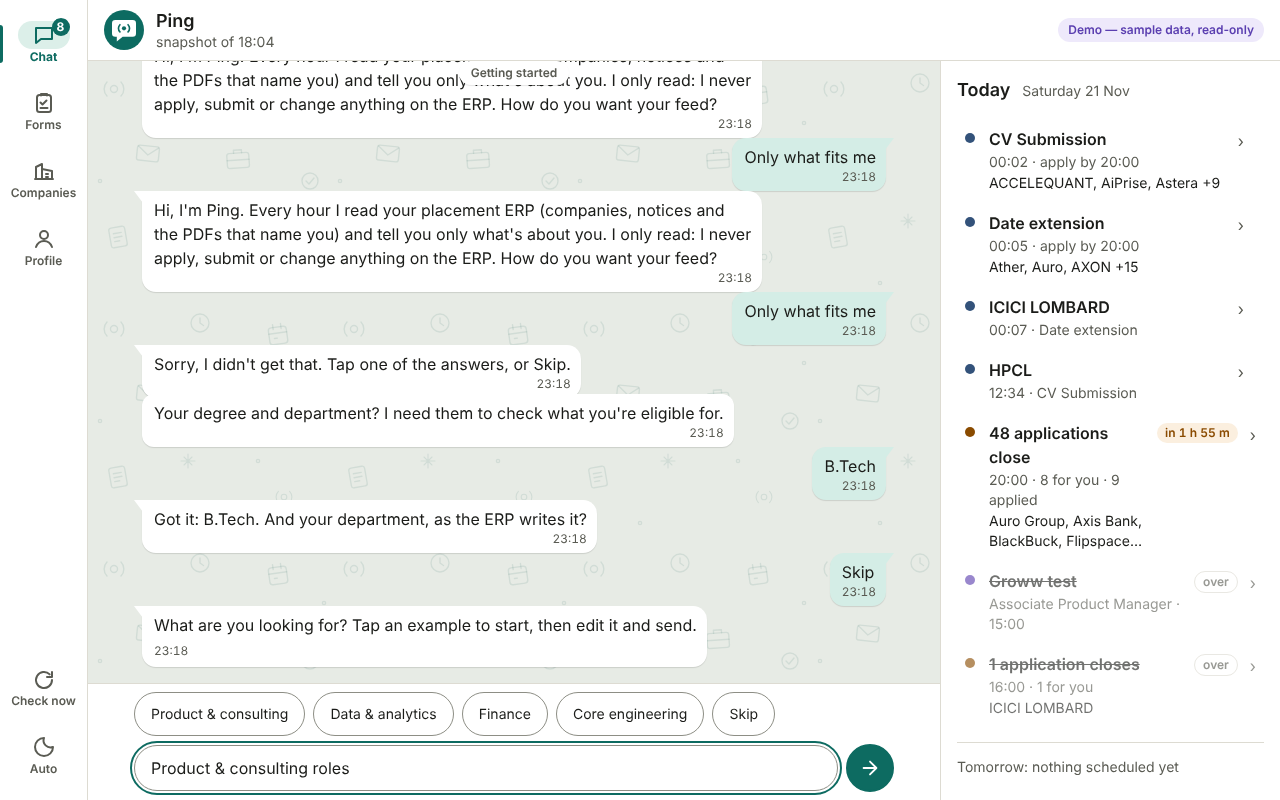 8
Chat
Forms
Companies
Profile
Check now
Auto
Ping
snapshot of 18:04
Demo — sample data, read-only
Getting started
the PDFs that name you) and tell you only what's about you. I only read: I never
apply, submit or change anything on the ERP. How do you want your feed?
23:18
Only what fits me
23:18
Hi, I'm Ping. Every hour I read your placement ERP (companies, notices and
the PDFs that name you) and tell you only what's about you. I only read: I never
apply, submit or change anything on the ERP. How do you want your feed?
23:18
Only what fits me
23:18
Sorry, I didn't get that. Tap one of the answers, or Skip.
23:18
Your degree and department? I need them to check what you're eligible for.
23:18
B.Tech
23:18
Got it: B.Tech. And your department, as the ERP writes it?
23:18
Skip
23:18
What are you looking for? Tap an example to start, then edit it and send.
23:18
Product & consulting
Data & analytics
Finance
Core engineering
Skip
Product & consulting roles
Today Saturday 21 Nov
CV Submission
00:02 · apply by 20:00
ACCELEQUANT, AiPrise, Astera +9
Date extension
00:05 · apply by 20:00
Ather, Auro, AXON +15
ICICI LOMBARD
00:07 · Date extension
HPCL
12:34 · CV Submission
48 applications
close
in 1 h 55 m
20:00 · 8 for you · 9
applied
Auro Group, Axis Bank,
BlackBuck, Flipspace...
Groww test
over
Associate Product Manager ·
15:00
1 application closes
over
16:00 · 1 for you
ICICI LOMBARD
Tomorrow: nothing scheduled yet